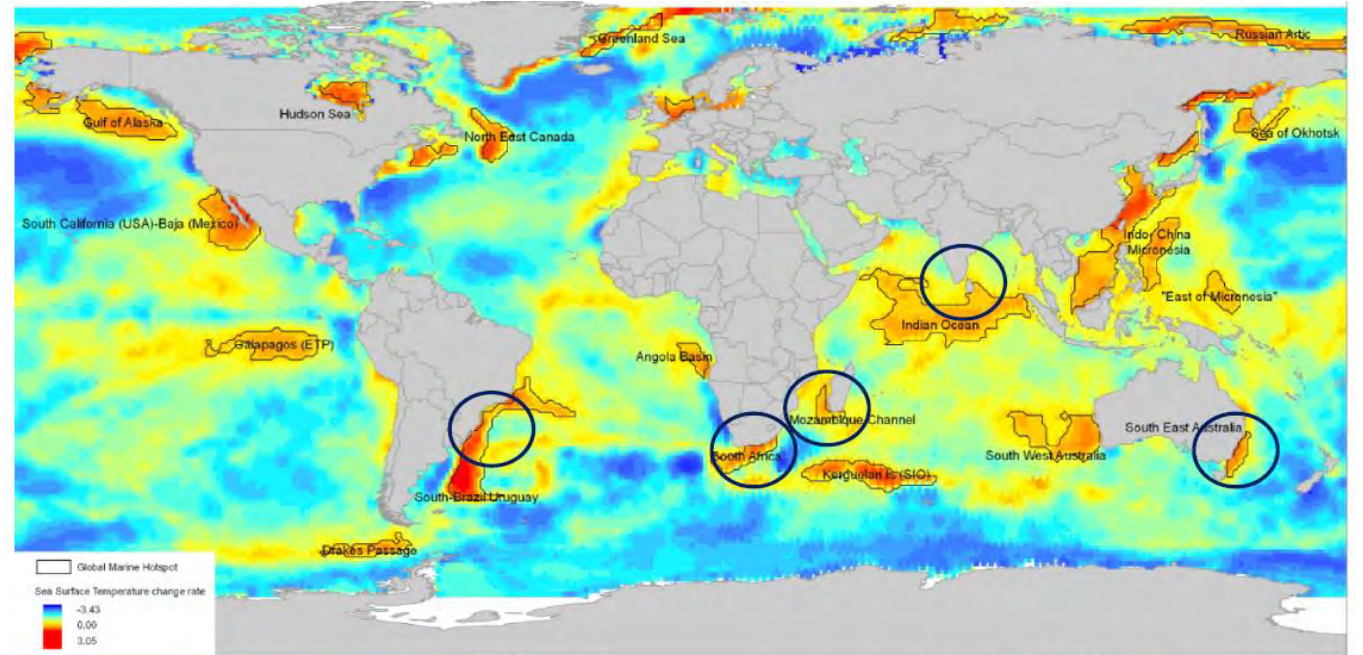 Greenland Sea
Russian Artic
Hudson Sea
Gulf of Alaska
North East Canada
Sea of Okhotsk
South California (USA)-Baja (Mexico)
Indor China
Micronesia
"East of Micronesia"
Indian Ocean
Galapagos (ETP)
Angola Basin
Mozambique Channel
South East Australia
South Africa
South West Australia
Kerguelan Is (SIO)
South-Brazil Uruguay
Drakes Passage
Global Marine Hotspot
Sea Surface Temperature change rate
-3.43
0.00
3.05